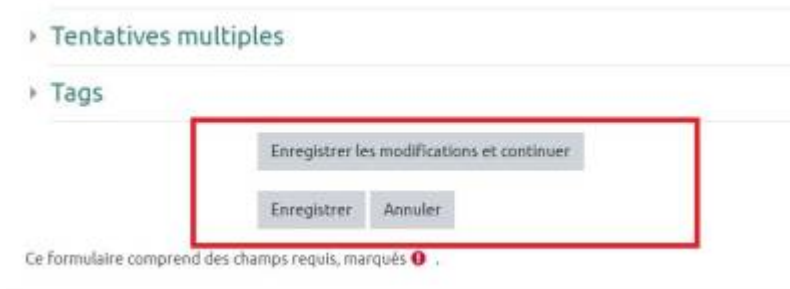 Tentatives multiples
Tags
Enregistrer les modifications et continuer
Enregistrer Annuler
Ce formulaire comprend des champs requis, marqués ! .